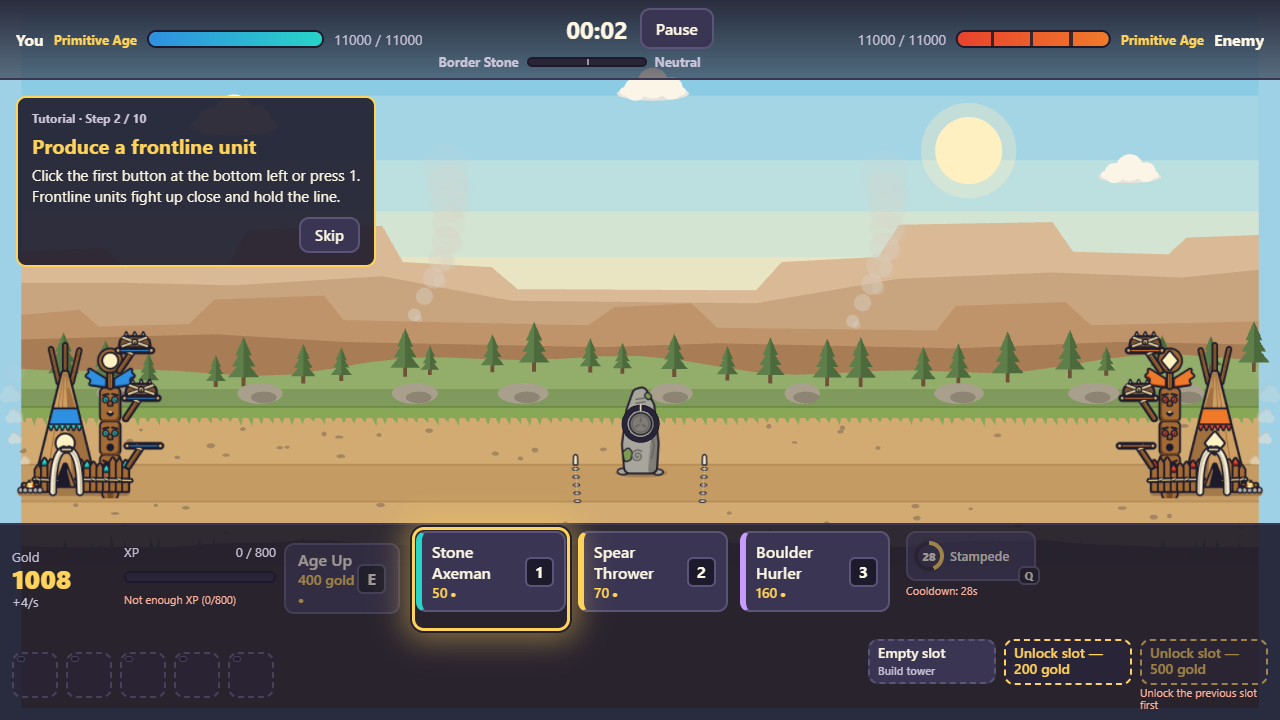 You Primitive Age 11000 / 11000
00:02 Pause
11000 / 11000 Primitive Age Enemy
Border Stone Neutral
Tutorial · Step 2 / 10
Produce a frontline unit
Click the first button at the bottom left or press 1.
Frontline units fight up close and hold the line.
Skip
Gold
1008
+4/s
XP 0 / 800
Not enough XP (0/800)
Age Up
400 gold
E
Stone
Axeman
50
1
Spear
Thrower
70
2
Boulder
Hurler
160
3
28 Stampede
Q
Cooldown: 28s
Empty slot
Build tower
Unlock slot —
200 gold
Unlock slot —
500 gold
Unlock the previous slot
first